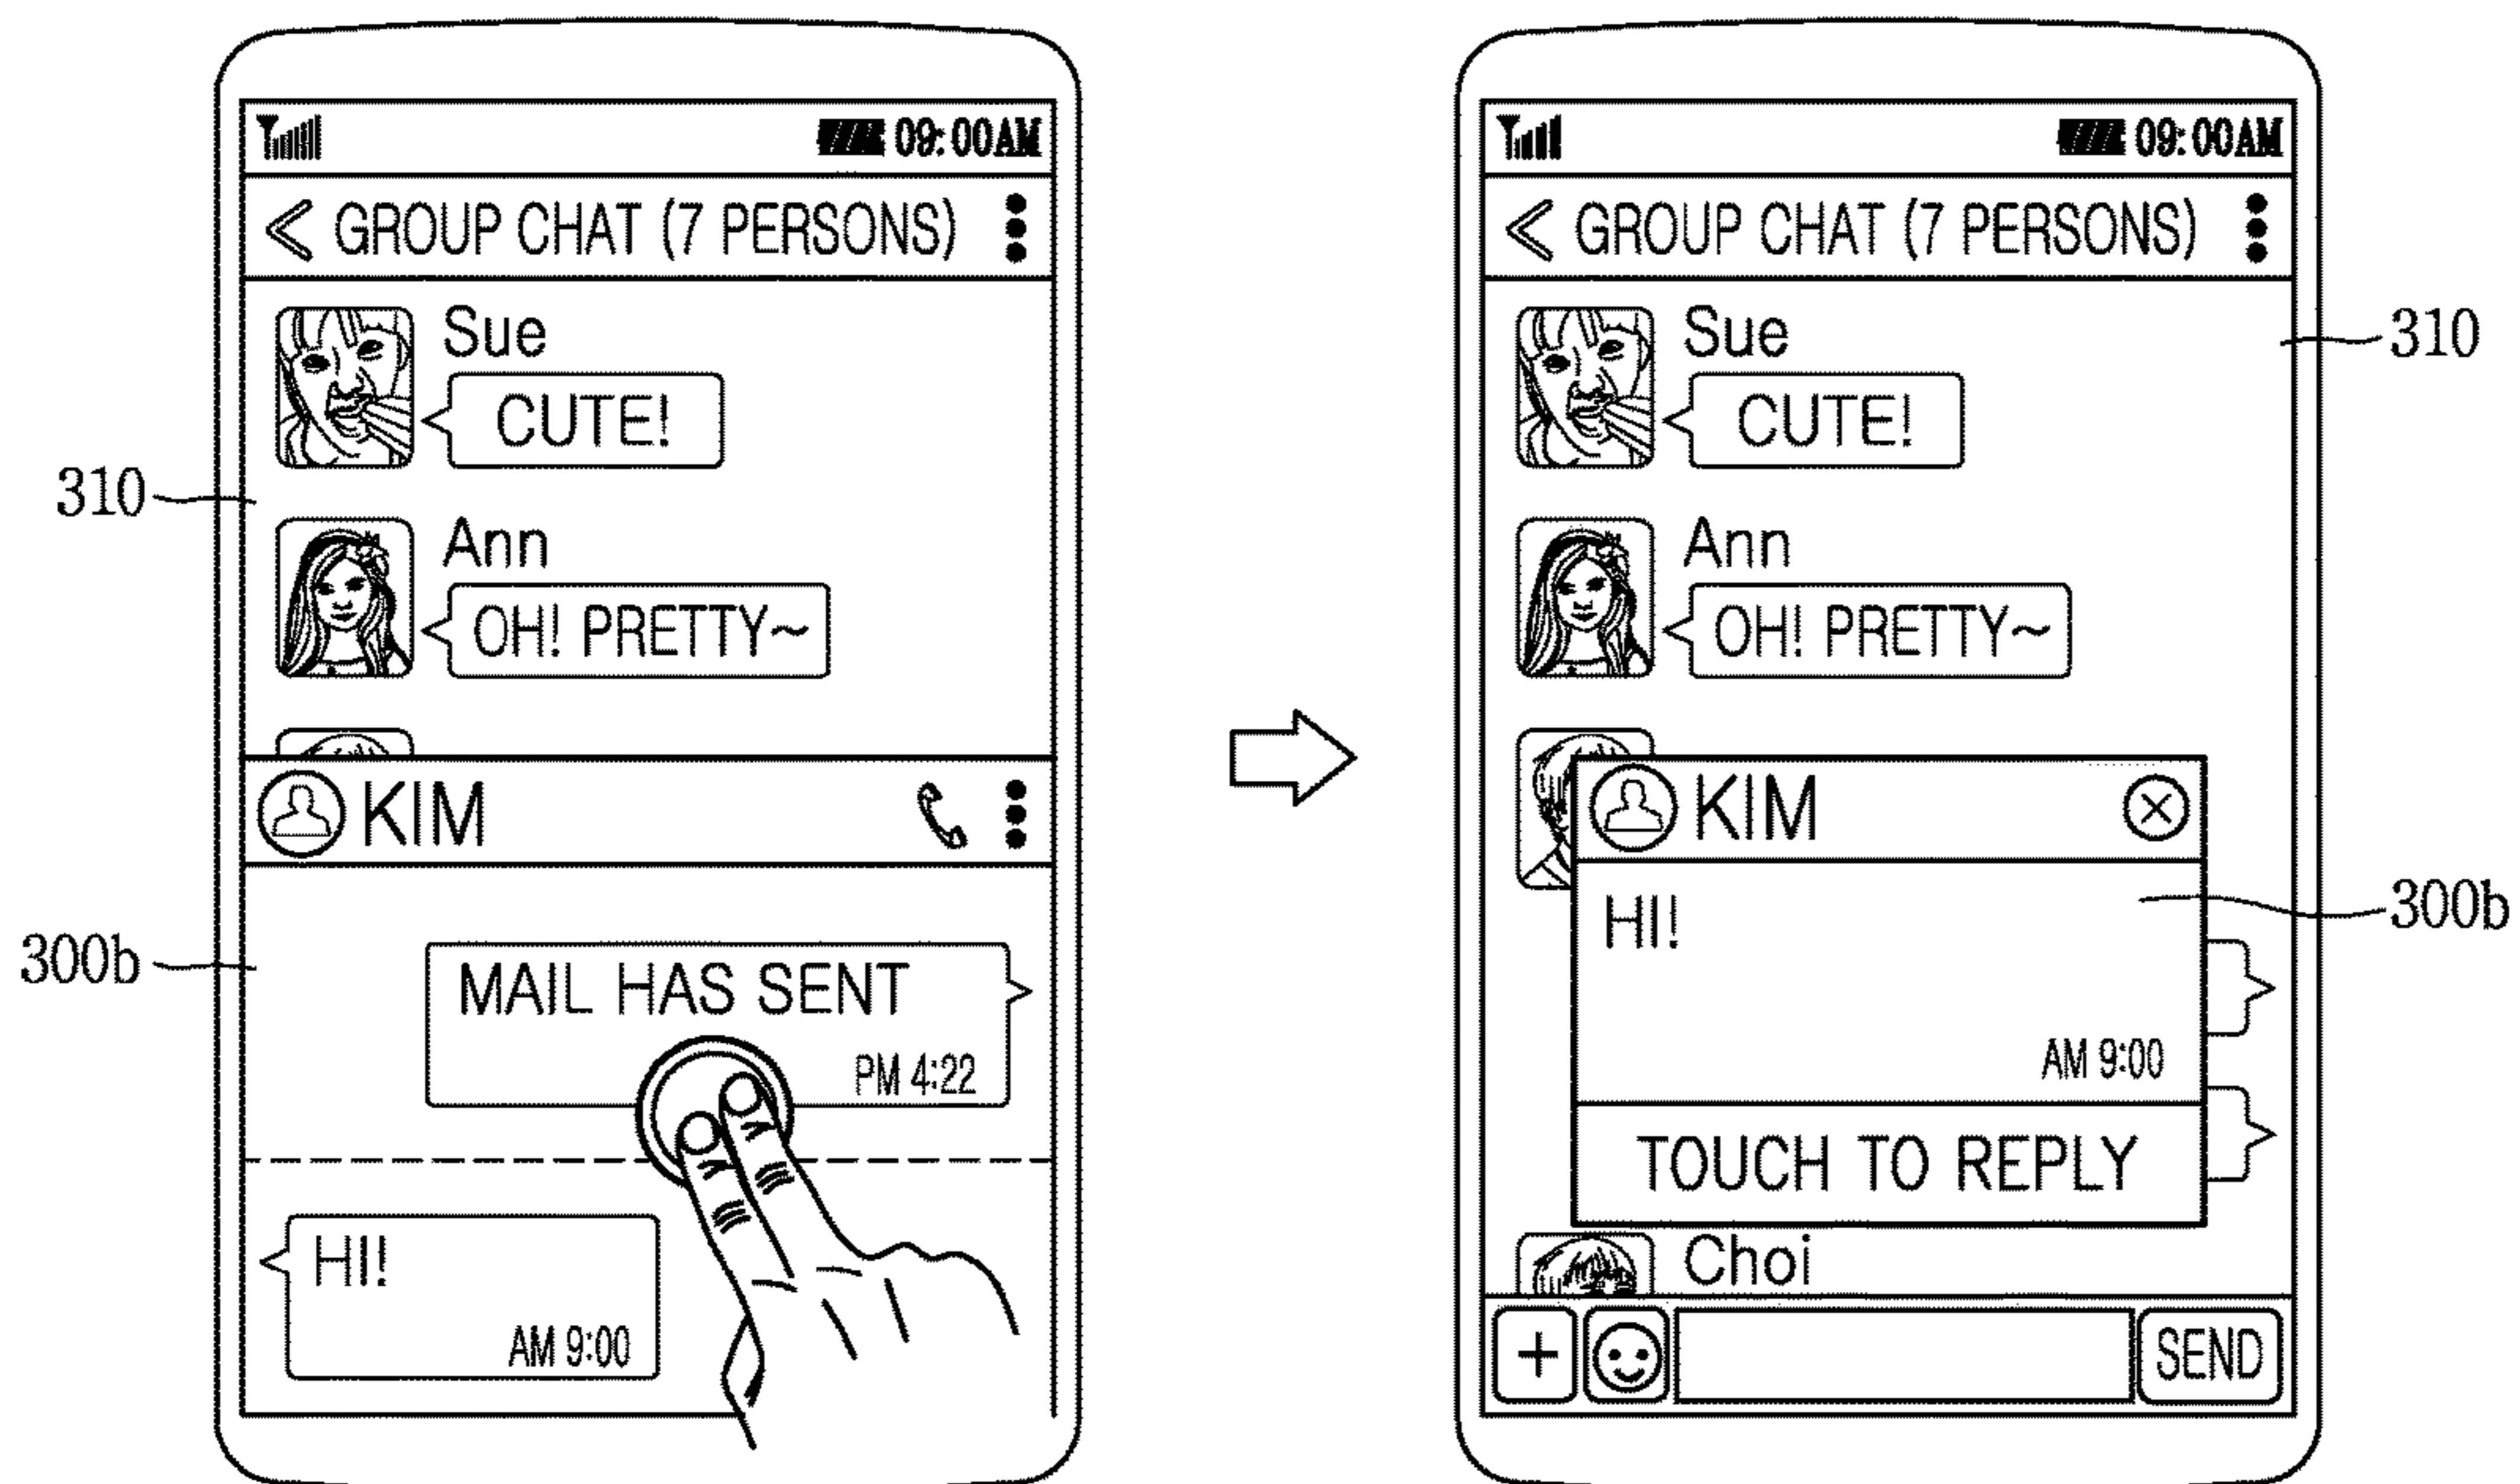 09:00AM
GROUP CHAT (7 PERSONS)
Sue
CUTE!
310
Ann
OH! PRETTY~
KIM
300b
MAIL HAS SENT
PM 4:22
HI!
AM 9:00
09:00AM
GROUP CHAT (7 PERSONS)
Sue
310
CUTE!
Ann
OH! PRETTY~
KIM
300b
HI!
AM 9:00
TOUCH TO REPLY
Choi
+
SEND